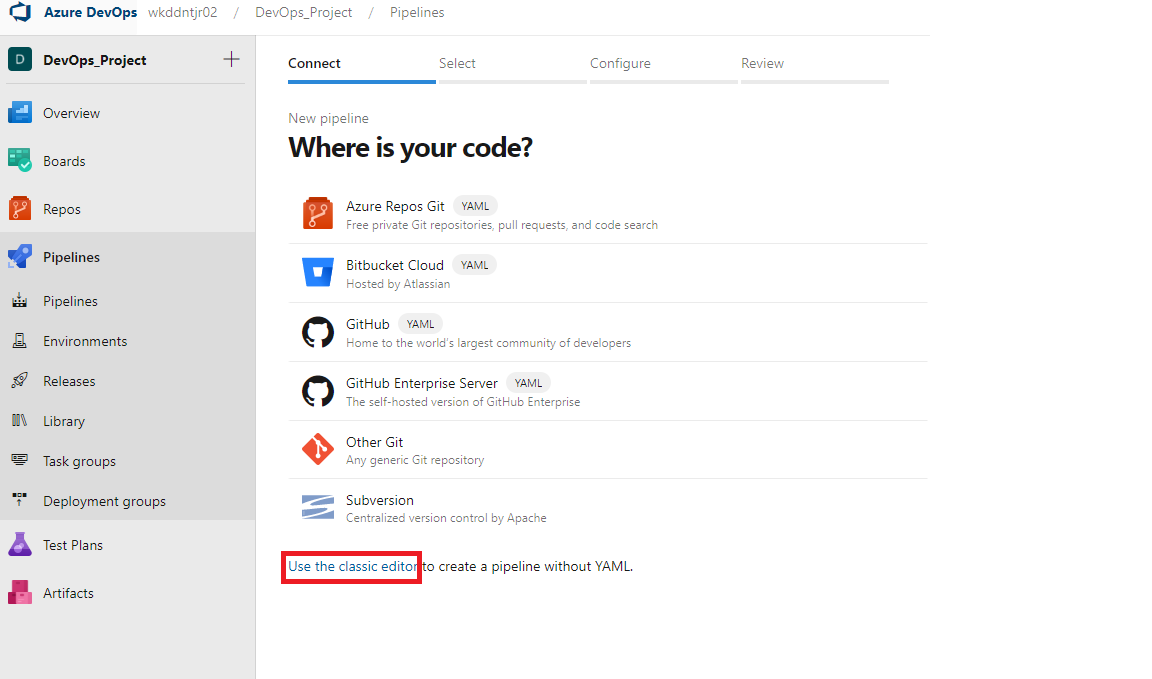 Azure DevOps wkddntjr02 / DevOps_Project / Pipelines
D DevOps_Project +
Overview
Boards
Repos
Pipelines
Pipelines
Environments
Releases
Library
Task groups
Deployment groups
Test Plans
Artifacts
Connect Select Configure Review
New pipeline
Where is your code?
Azure Repos Git YAML
Free private Git repositories, pull requests, and code search
Bitbucket Cloud YAML
Hosted by Atlassian
GitHub YAML
Home to the world's largest community of developers
GitHub Enterprise Server YAML
The self-hosted version of GitHub Enterprise
Other Git
Any generic Git repository
Subversion
Centralized version control by Apache
Use the classic editor to create a pipeline without YAML.